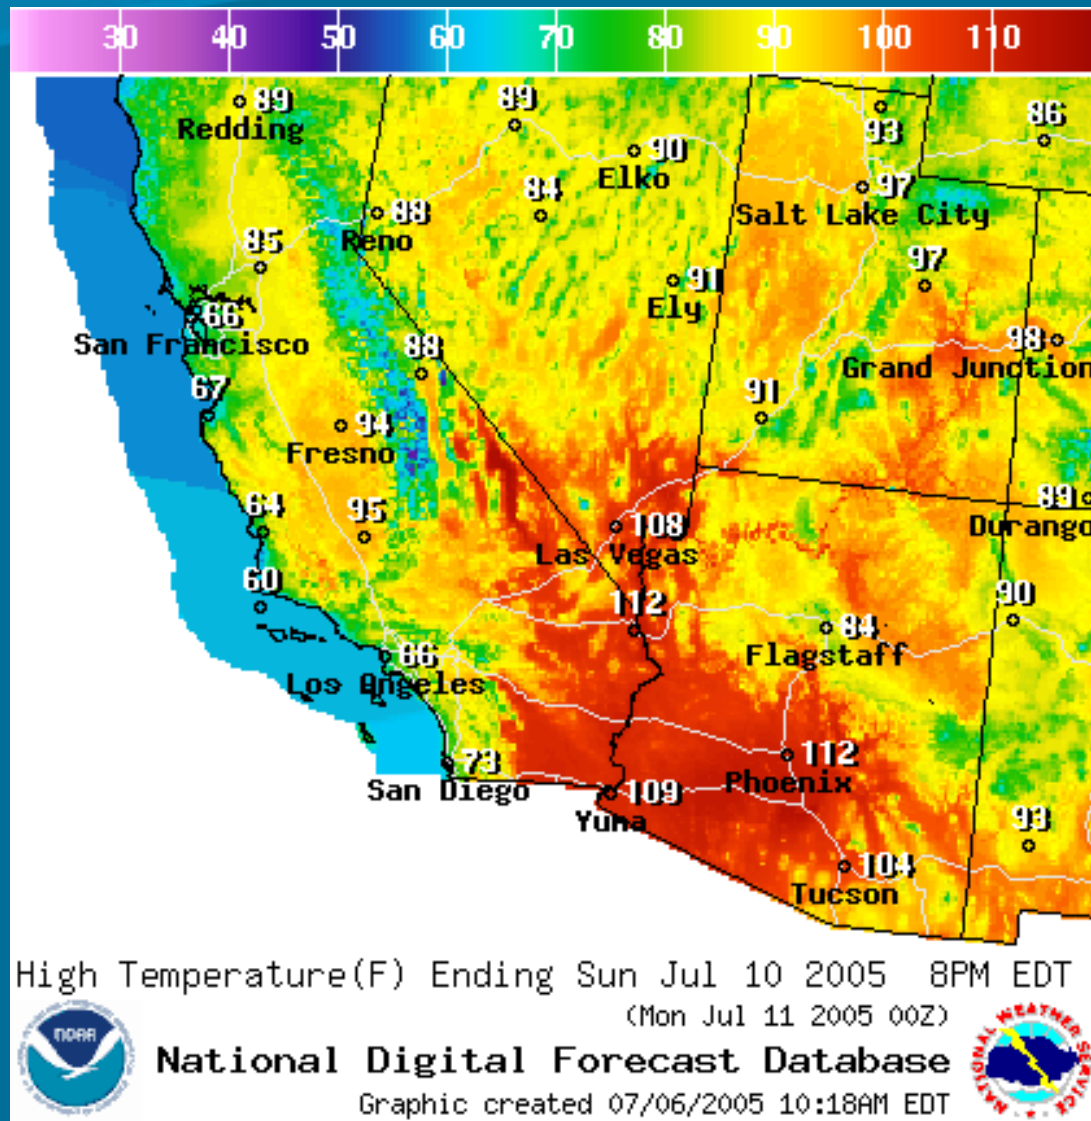 30 40 50 60 70 80 90 100 110
89
Redding
89
90
Elko
93
86
84
97
Salt Lake City
88
Reno
85
91
Ely
97
66
San Francisco
88
98
Grand Junction
67
94
Fresno
91
64
95
108
Las Vegas
89
Durango
60
112
84
Flagstaff
90
66
Los Angeles
73
San Diego
109
Yuma
112
Phoenix
104
Tucson
93
High Temperature(F) Ending Sun Jul 10 2005 8PM EDT
(Mon Jul 11 2005 00Z)
NOAA
National Digital Forecast Database
Graphic created 07/06/2005 10:18AM EDT
NATIONAL WEATHER SERVICE